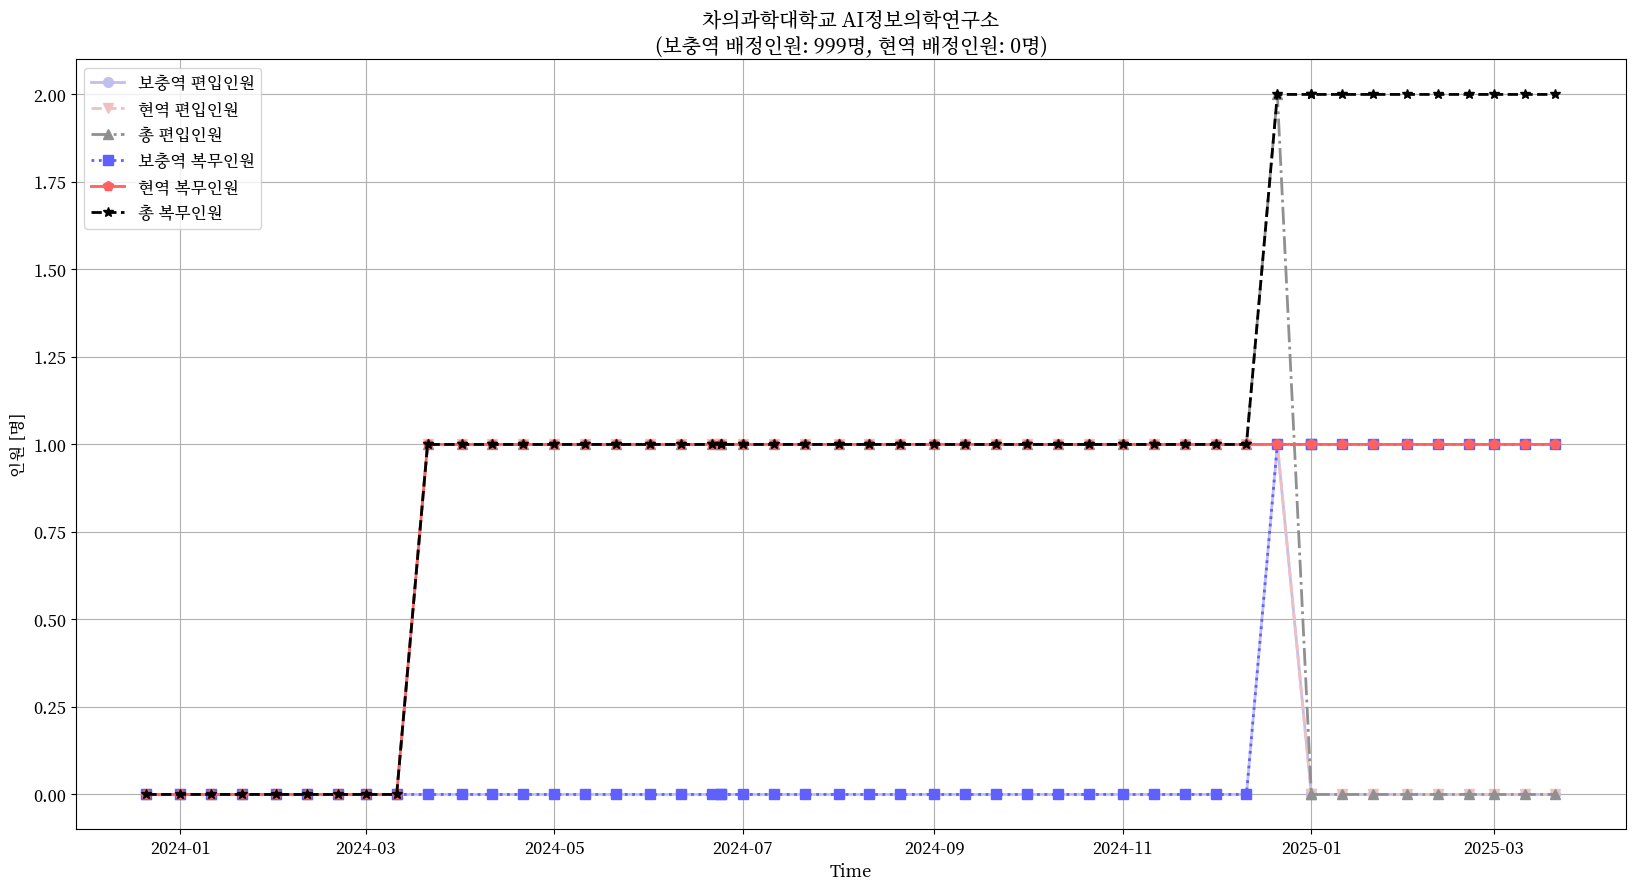 차의과학대학교 AI정보의학연구소
(보충역 배정인원: 999명, 현역 배정인원: 0명)
보충역 편입인원
현역 편입인원
총 편입인원
보충역 복무인원
현역 복무인원
총 복무인원
2.00
1.75
1.50
1.25
1.00
0.75
0.50
0.25
0.00
인원 [명]
2024-01 2024-03 2024-05 2024-07 2024-09 2024-11 2025-01 2025-03
Time